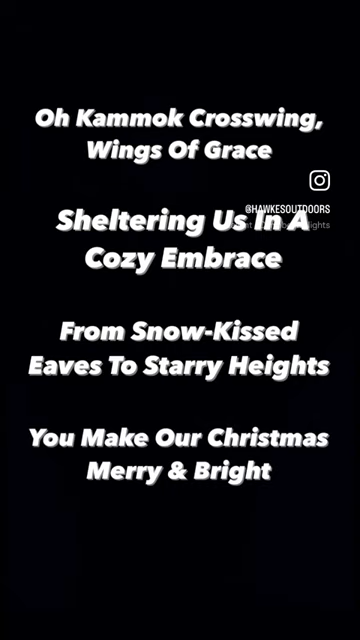 Oh Kammok Crosswing,
Wings Of Grace
@HAWKESOUTDOORS
Sheltering Us In A
Cozy Embrace
From Snow-Kissed
Eaves To Starry Heights
You Make Our Christmas
Merry & Bright